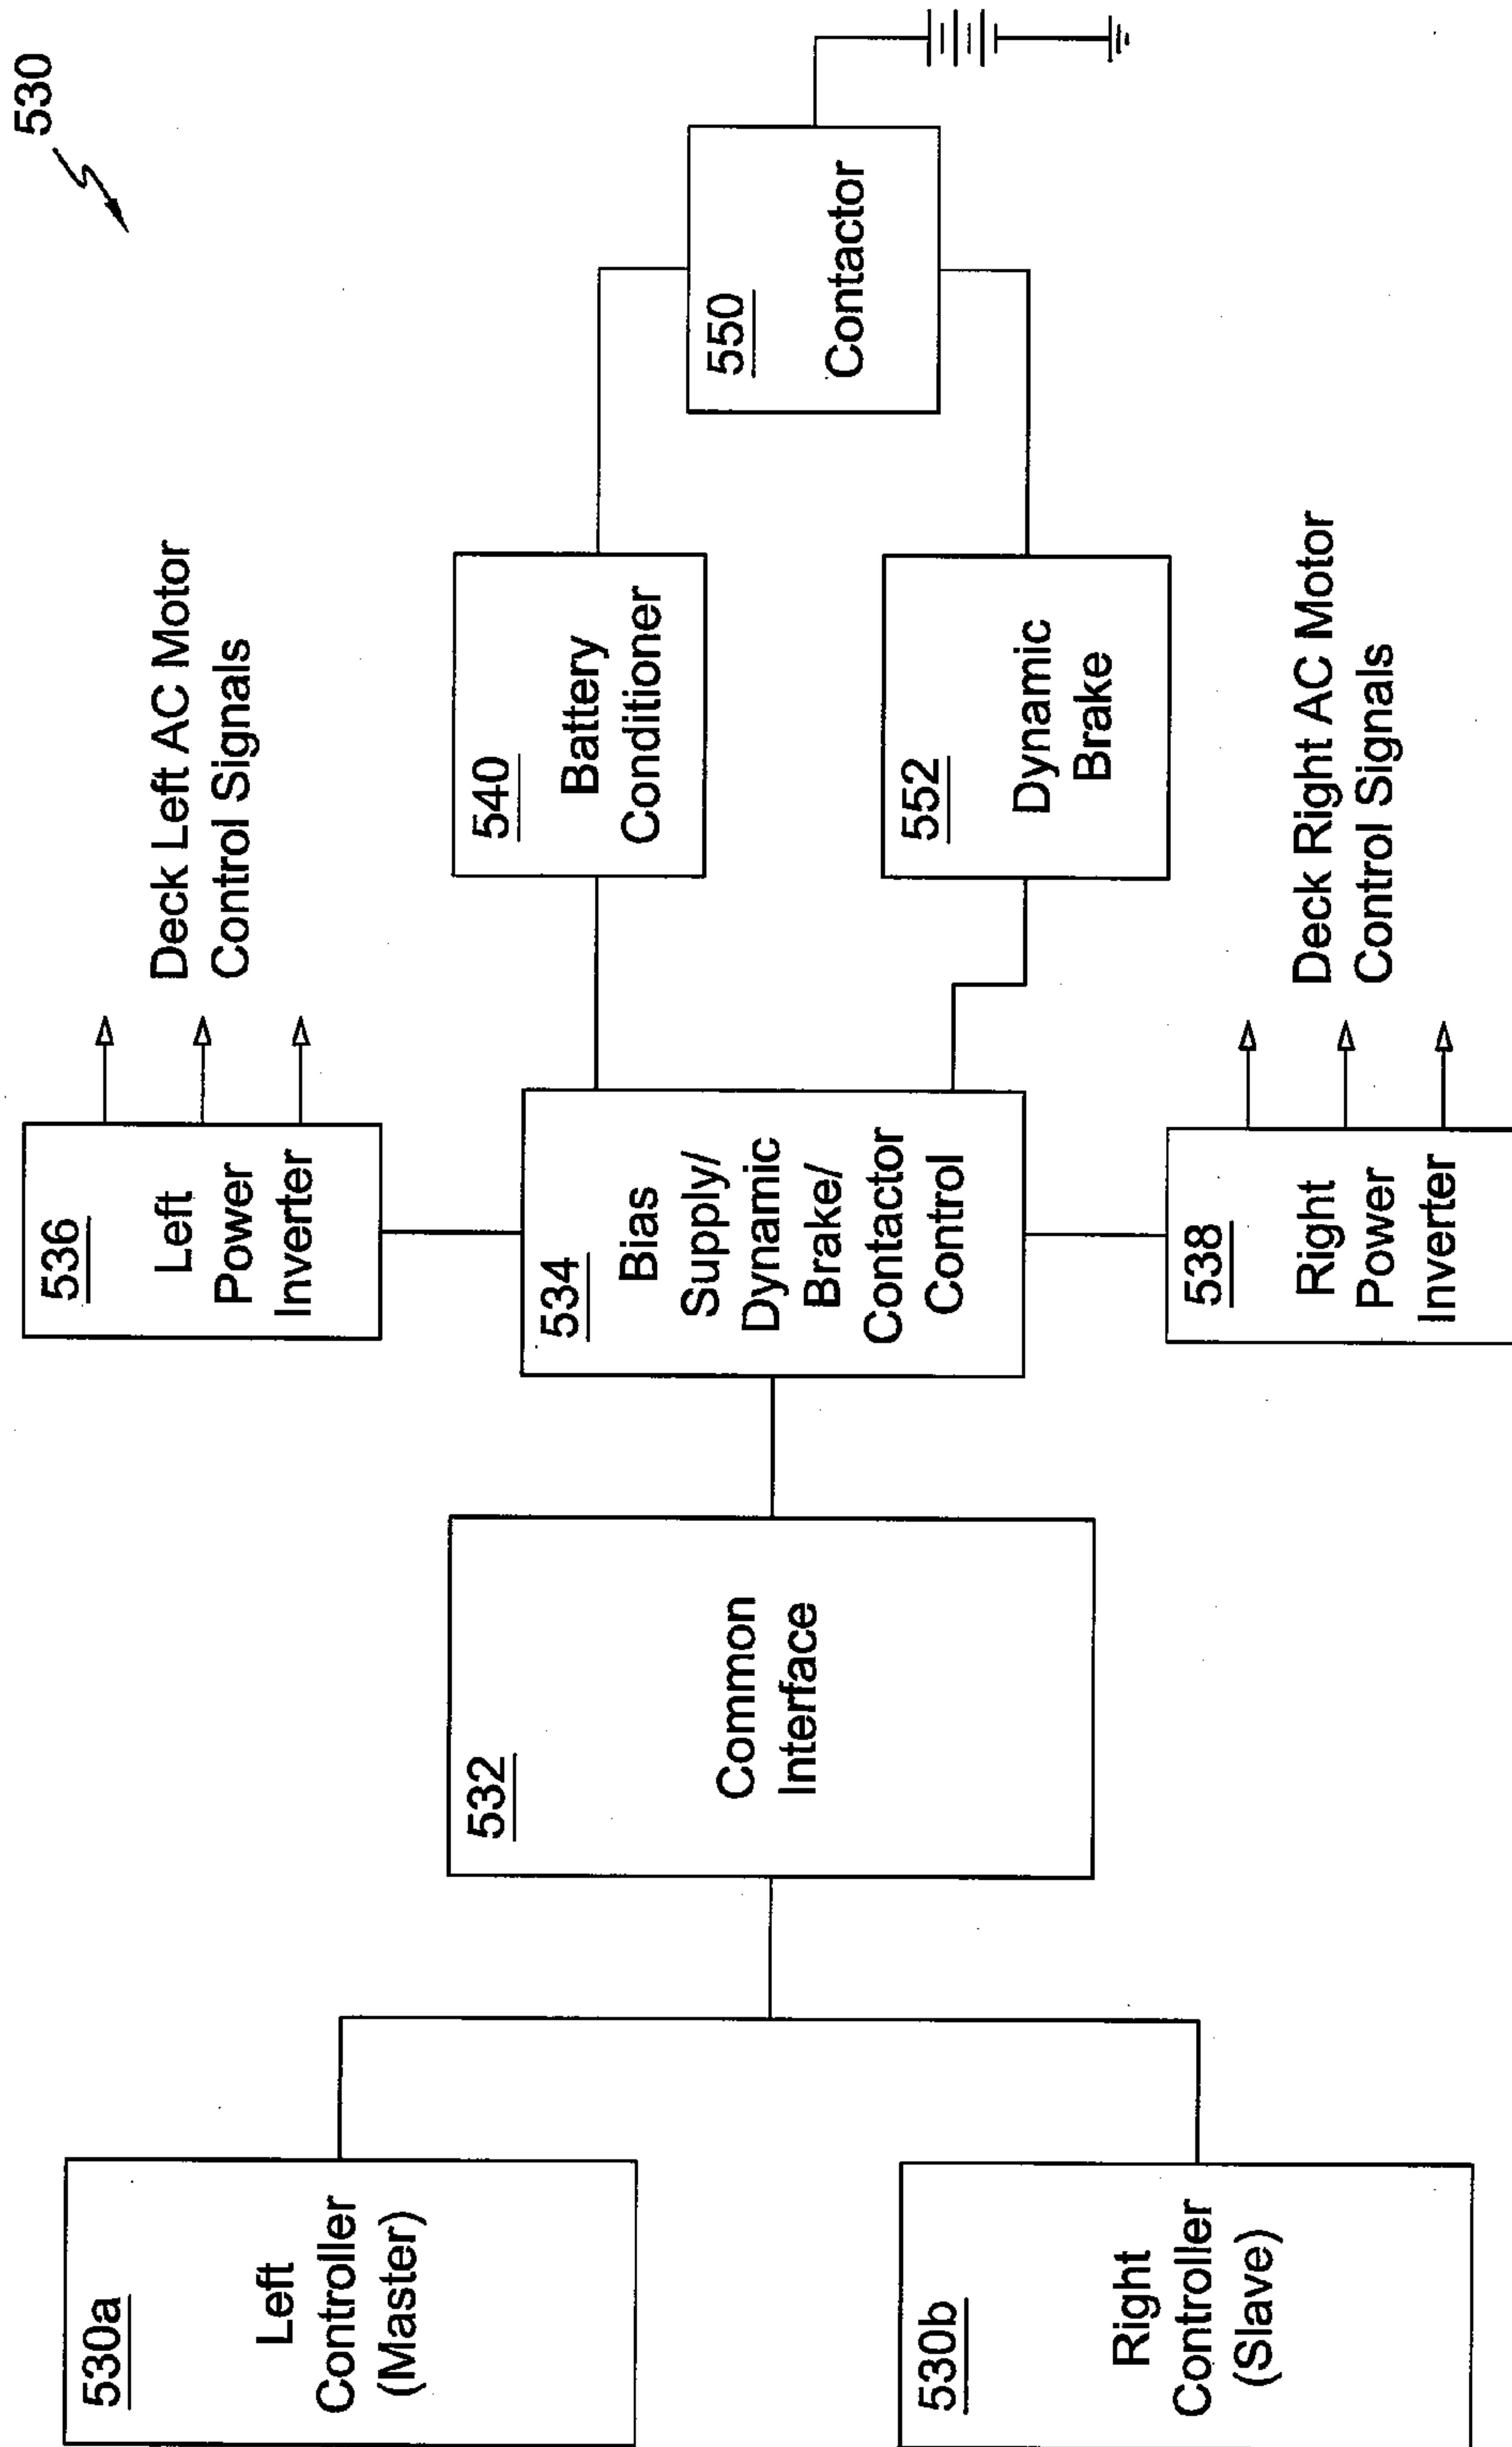 530
530a
Left
Controller
(Master)
530b
Right
Controller
(Slave)
532
Common
Interface
536
Left
Power
Inverter
Deck Left AC Motor
Control Signals
534
Bias
Supply/
Dynamic
Brake/
Contactor
Control
538
Right
Power
Inverter
Deck Right AC Motor
Control Signals
540
Battery
Conditioner
552
Dynamic
Brake
550
Contactor